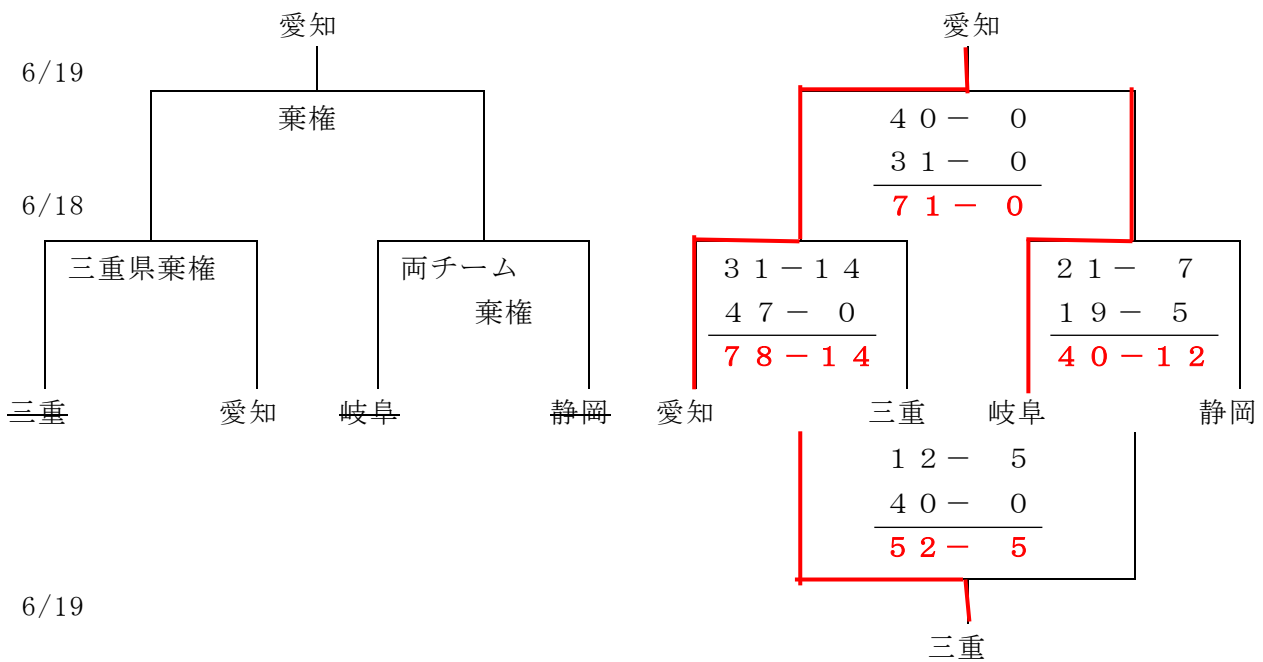 愛知
6/19
棄権
6/18
三重県棄権
両チーム
棄権
三重 愛知 岐阜 静岡
愛知
40- 0
31- 0
71- 0
31-14
47- 0
78-14
21- 7
19- 5
40-12
愛知 三重 岐阜 静岡
12- 5
40- 0
52- 5
6/19
三重